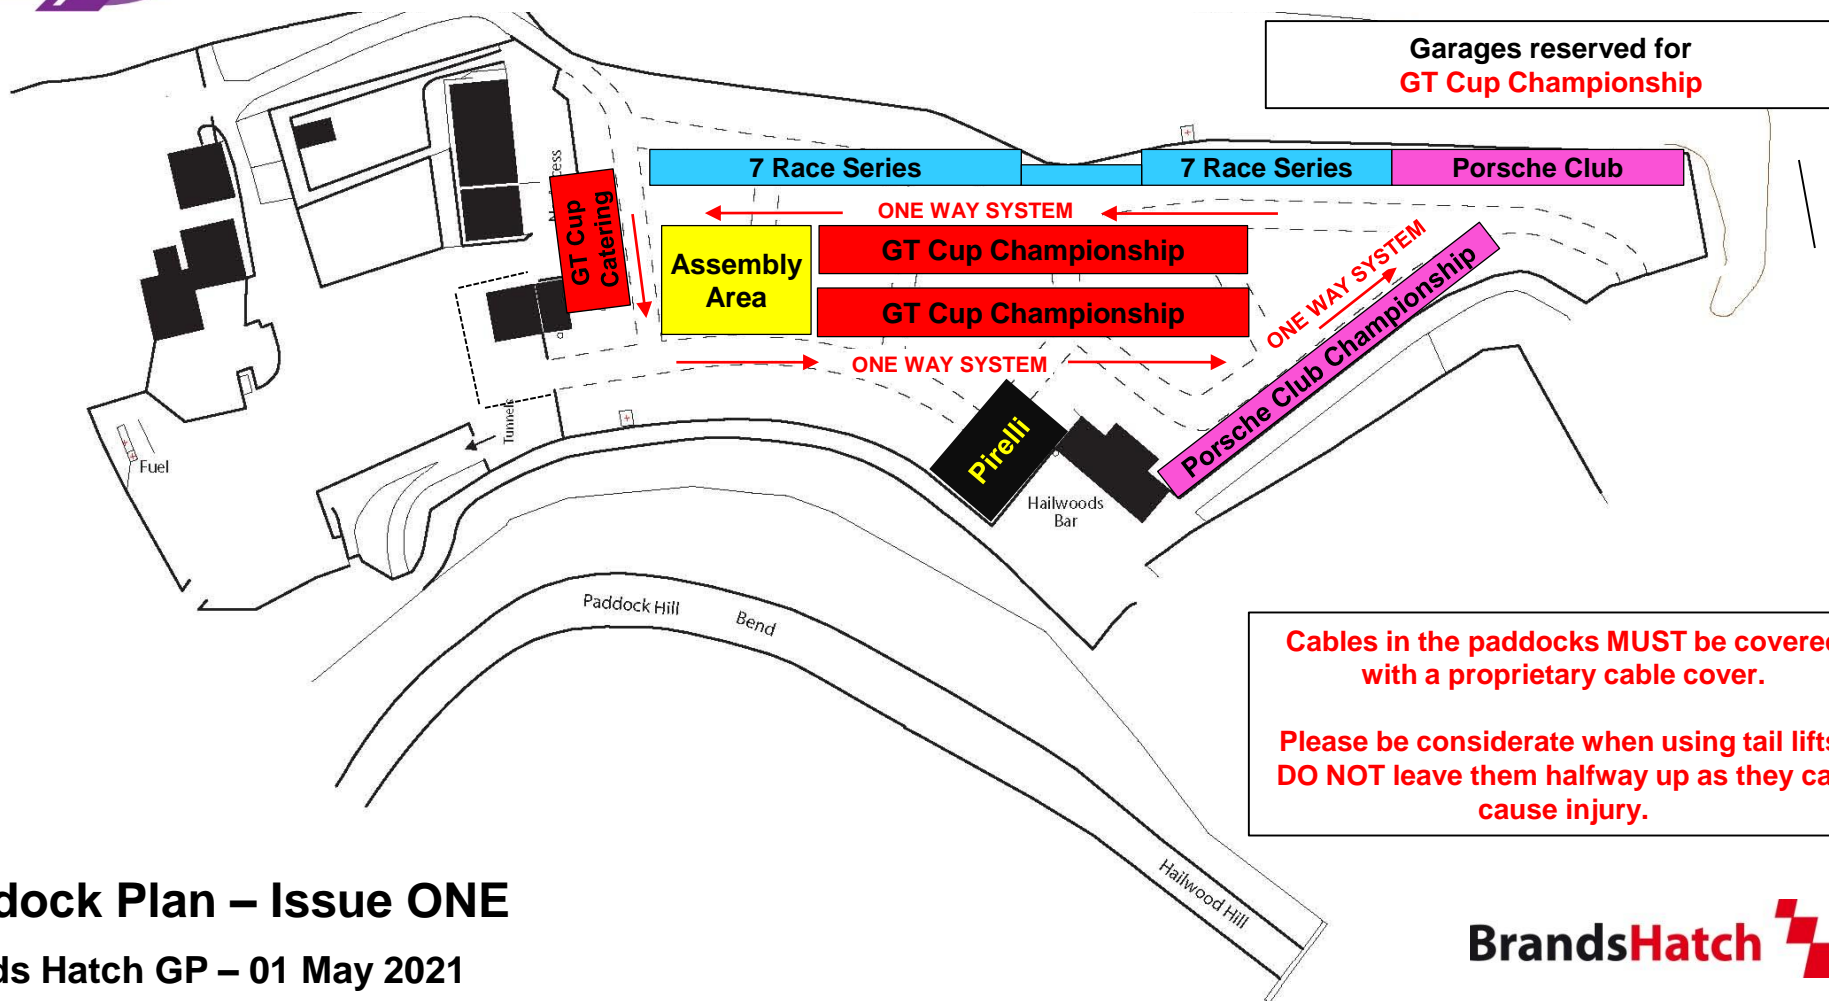 Garages reserved for
GT Cup Championship
7 Race Series
7 Race Series
Porsche Club
ONE WAY SYSTEM
GT Cup
Catering
Assembly
Area
GT Cup Championship
GT Cup Championship
ONE WAY SYSTEM
ONE WAY SYSTEM
Porsche Club Championship
Pirelli
Tunnels
Fuel
Hailwoods
Bar
Paddock Hill Bend
Cables in the paddocks MUST be covered
with a proprietary cable cover.
Please be considerate when using tail lifts
DO NOT leave them halfway up as they ca
cause injury.
Hailwood Hill
dock Plan – Issue ONE
ds Hatch GP – 01 May 2021
BrandsHatch